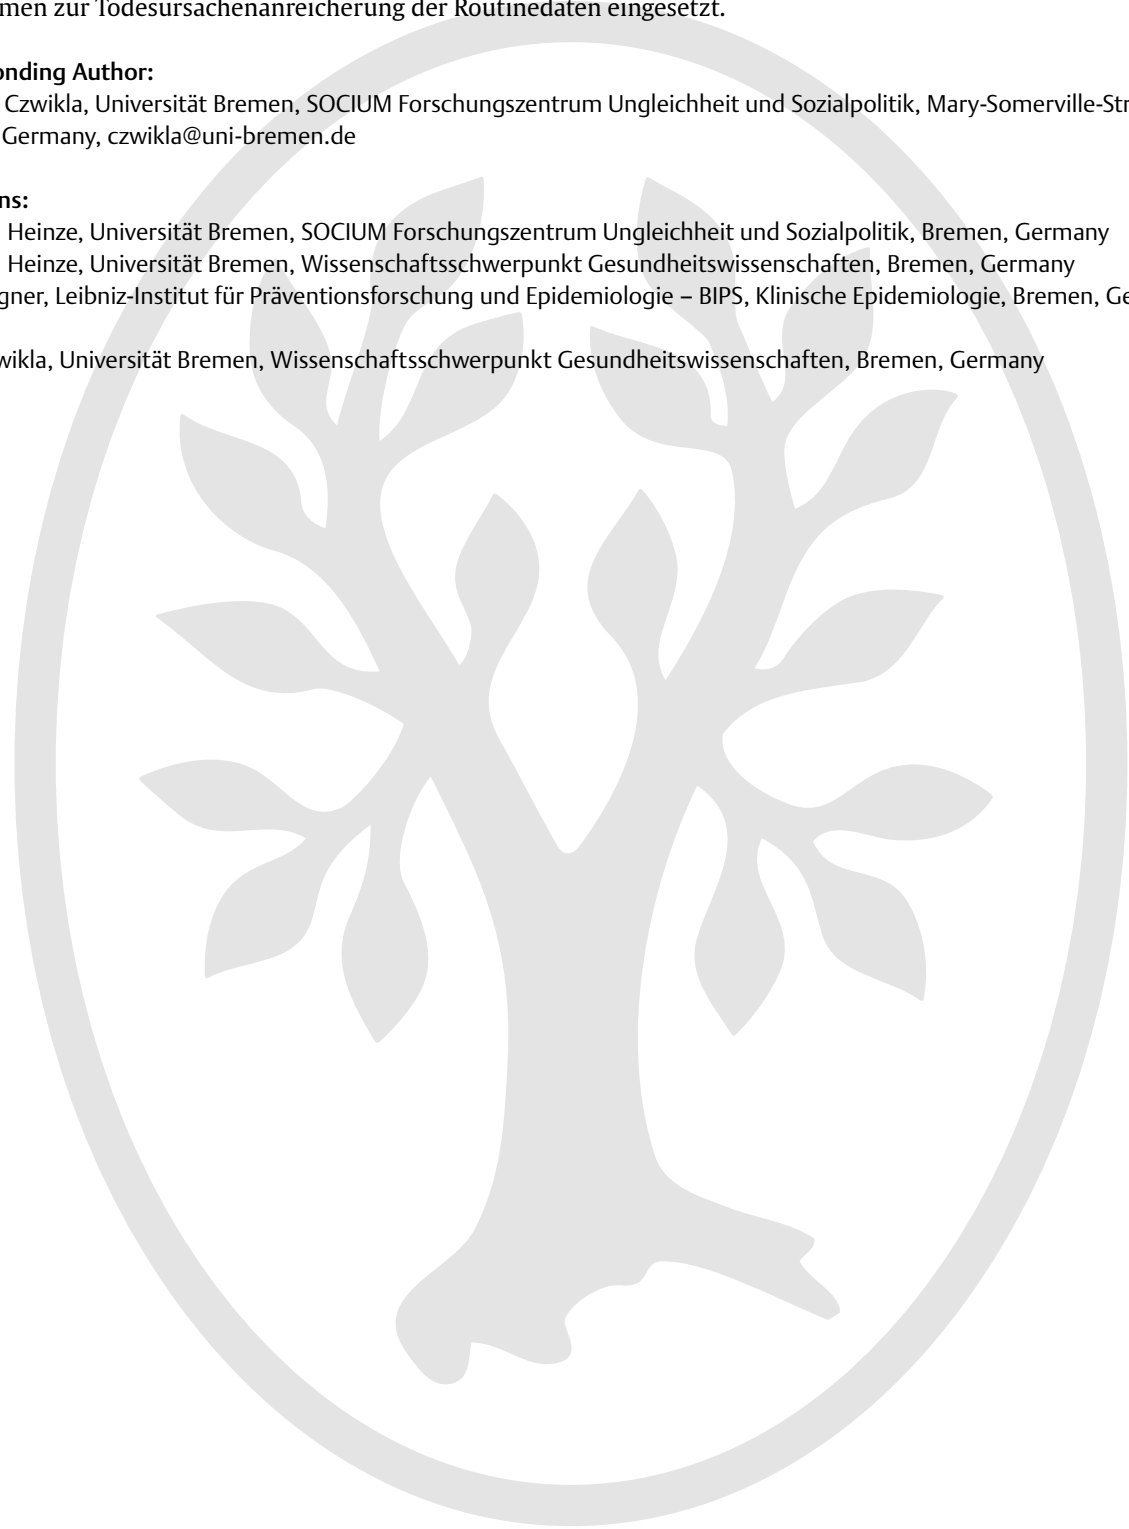 men zur Todesursachenanreicherung der Routinedaten eingesetzt.
onding Author:
Czwikla, Universität Bremen, SOCIUM Forschungszentrum Ungleichheit und Sozialpolitik, Mary-Somerville-Str
Germany, czwikla@uni-bremen.de
ns:
Heinze, Universität Bremen, SOCIUM Forschungszentrum Ungleichheit und Sozialpolitik, Bremen, Germany
Heinze, Universität Bremen, Wissenschaftsschwerpunkt Gesundheitswissenschaften, Bremen, Germany
gner, Leibniz-Institut für Präventionsforschung und Epidemiologie – BIPS, Klinische Epidemiologie, Bremen, Ge
wikla, Universität Bremen, Wissenschaftsschwerpunkt Gesundheitswissenschaften, Bremen, Germany